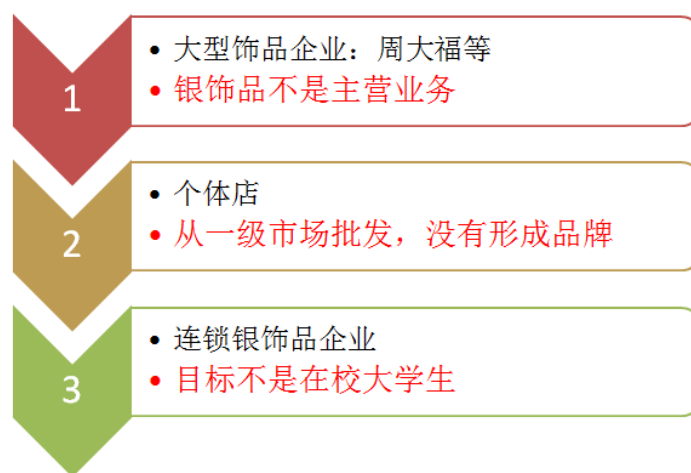 1
• 大型饰品企业：周大福等
• 银饰品不是主营业务
2
• 个体店
• 从一级市场批发，没有形成品牌
3
• 连锁银饰品企业
• 目标不是在校大学生